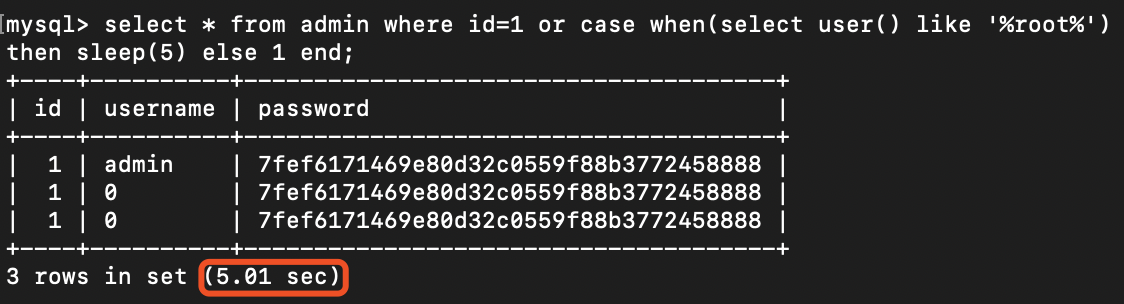 [mysql> select * from admin where id=1 or case when(select user() like '%root%')
then sleep(5) else 1 end;
+----+----------+--------------------------------------+
| id | username | password                             |
+----+----------+--------------------------------------+
|  1 | admin    | 7fef6171469e80d32c0559f88b3772458888 |
|  1 | 0        | 7fef6171469e80d32c0559f88b3772458888 |
|  1 | 0        | 7fef6171469e80d32c0559f88b3772458888 |
+----+----------+--------------------------------------+
3 rows in set (5.01 sec)